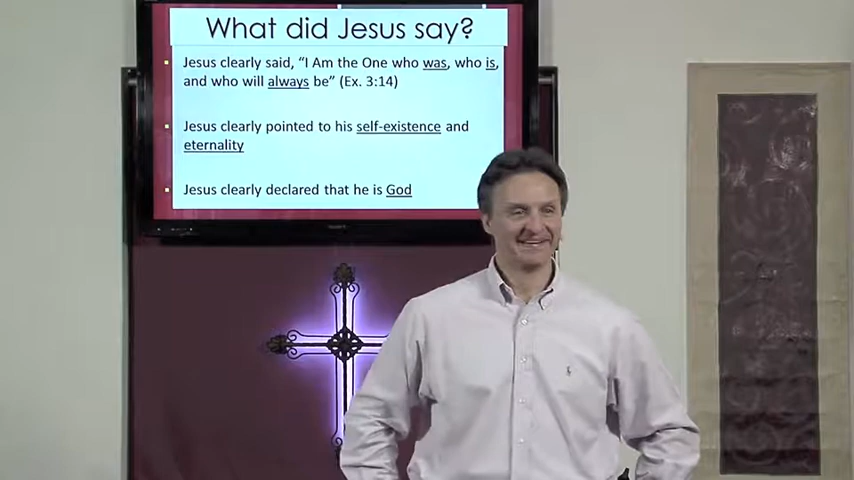 What did Jesus say?
Jesus clearly said, "I Am the One who was, who is,
and who will always be" (Ex. 3:14)
Jesus clearly pointed to his self-existence and
eternality
Jesus clearly declared that he is God